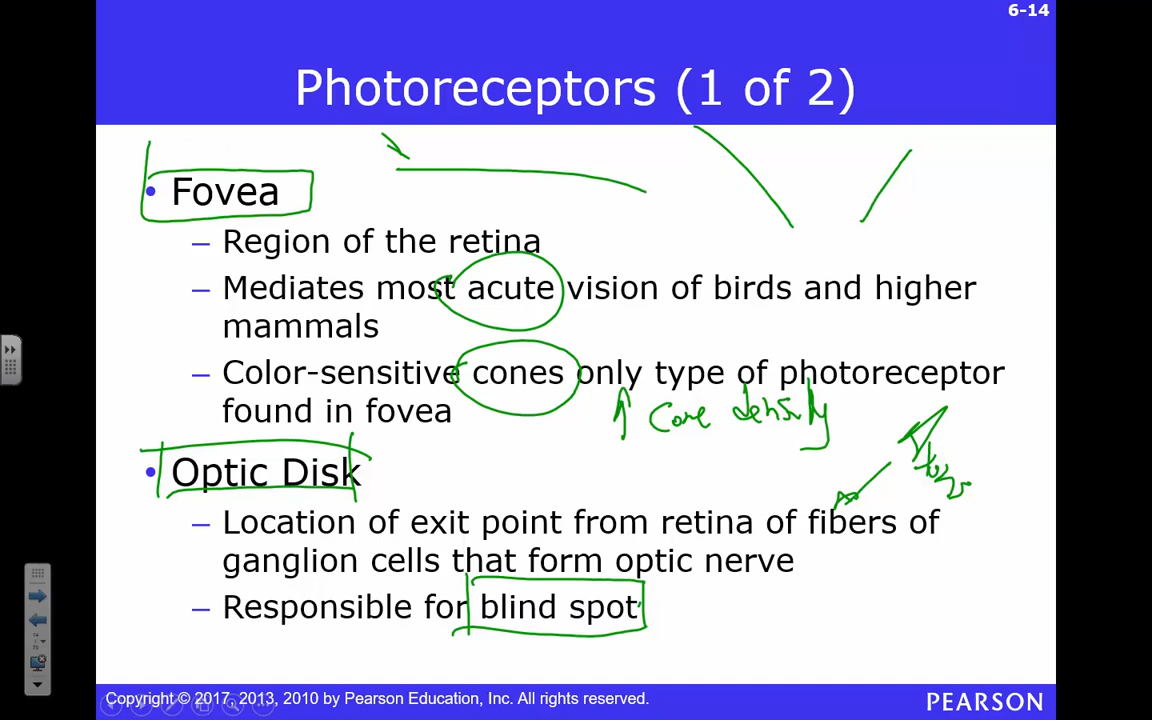 6-14
Photoreceptors (1 of 2)
• Fovea
– Region of the retina
– Mediates most acute vision of birds and higher
mammals
– Color-sensitive cones only type of photoreceptor
found in fovea
↑ Cone density
• Optic Disk
– Location of exit point from retina of fibers of
ganglion cells that form optic nerve
– Responsible for blind spot
Copyright © 2017, 2013, 2010 by Pearson Education, Inc. All rights reserved.
PEARSON